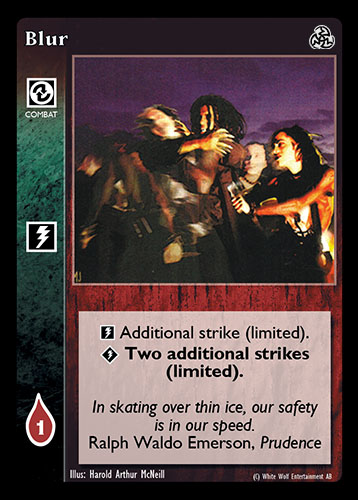 Blur
COMBAT
Additional strike (limited).
Two additional strikes
(limited).
In skating over thin ice, our safety
is in our speed.
Ralph Waldo Emerson, Prudence
1
MJ
Illus: Harold Arthur McNeill
(C) White Wolf Entertainment AB